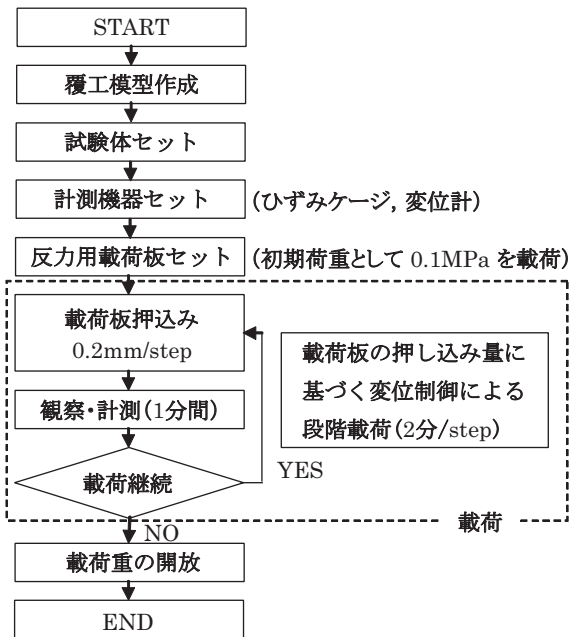 START
覆工模型作成
試験体セット
計測機器セット (ひずみケージ, 変位計)
反力用載荷板セット (初期荷重として 0.1MPa を載荷)
載荷板押込み
0.2mm/step
載荷板の押し込み量に
基づく変位制御による
段階載荷(2分/step)
観察・計測(1分間)
載荷継続
YES
載荷
NO
載荷重の開放
END